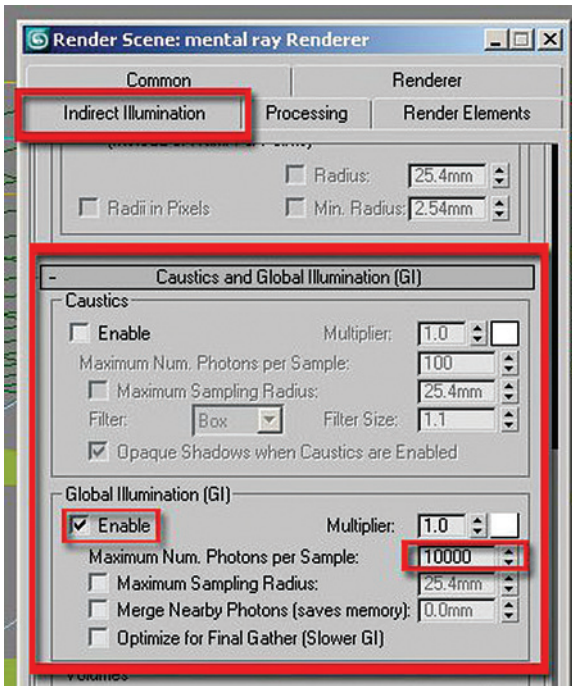 Render Scene: mental ray Renderer
Common Renderer
Indirect Illumination Processing Render Elements
Radius: 25.4mm
Radii in Pixels Min. Radius: 2.54mm
- Caustics and Global Illumination (GI)
Caustics
Enable Multiplier: 1.0
Maximum Num. Photons per Sample: 100
Maximum Sampling Radius: 25.4mm
Filter: Box Filter Size: 1.1
Opaque Shadows when Caustics are Enabled
Global Illumination (GI)
Enable Multiplier: 1.0
Maximum Num. Photons per Sample: 10000
Maximum Sampling Radius: 25.4mm
Merge Nearby Photons (saves memory): 0.0mm
Optimize for Final Gather (Slower GI)
Volumes